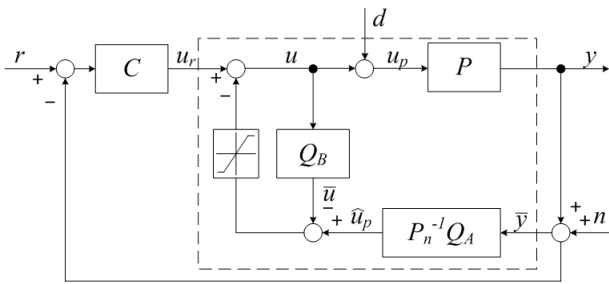 d
r + − C u_r + − u u_p P y
Q_B
ū − + û_p P_n^{-1}Q_A ȳ + + n